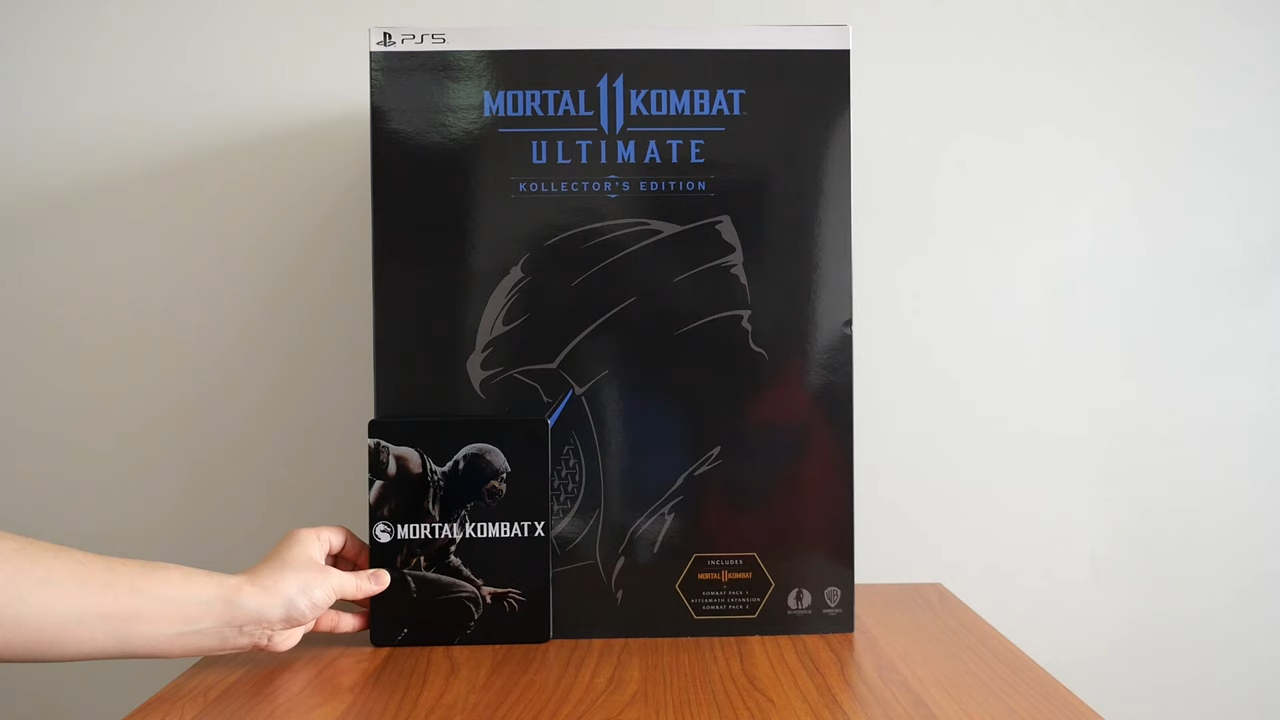 PS5
MORTAL 11 KOMBAT
ULTIMATE
KOLLECTOR'S EDITION
MORTAL KOMBAT X
INCLUDES
MORTAL 11 KOMBAT
+
KOMBAT PACK 1
AFTERMATH EXPANSION
KOMBAT PACK 2